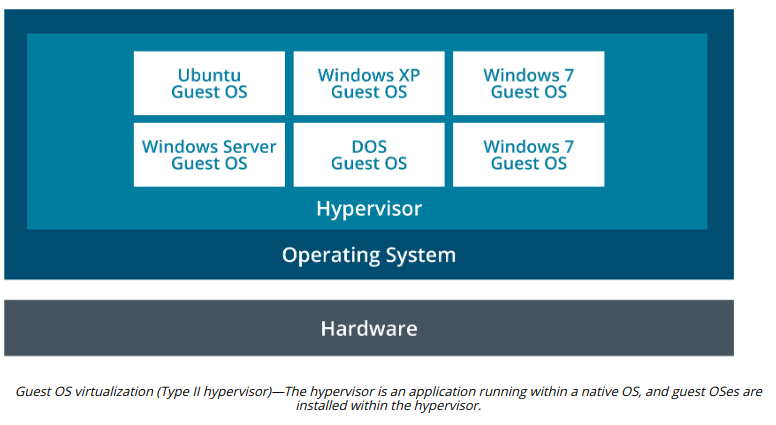 Ubuntu
Guest OS
Windows XP
Guest OS
Windows 7
Guest OS
Windows Server
Guest OS
DOS
Guest OS
Windows 7
Guest OS
Hypervisor
Operating System
Hardware
Guest OS virtualization (Type II hypervisor)—The hypervisor is an application running within a native OS, and guest OSes are
installed within the hypervisor.